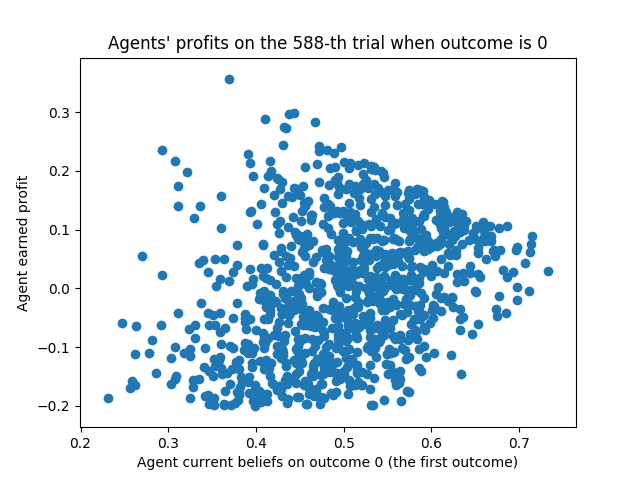 Agents' profits on the 588-th trial when outcome is 0
Agent earned profit
0.3
0.2
0.1
0.0
−0.1
−0.2
0.2 0.3 0.4 0.5 0.6 0.7
Agent current beliefs on outcome 0 (the first outcome)